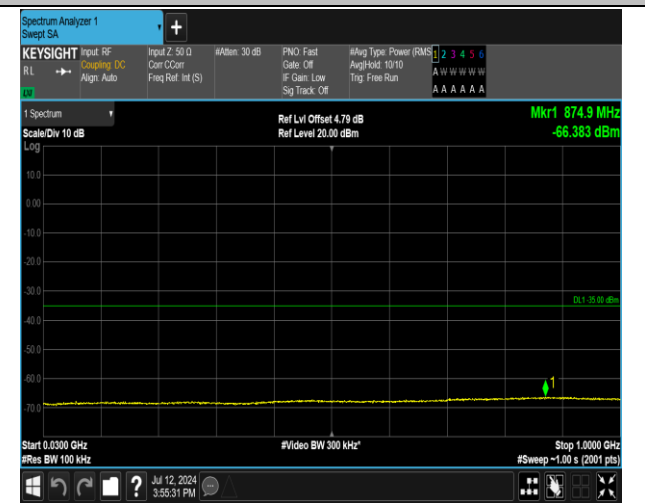 Spectrum Analyzer 1
Swept SA
+
KEYSIGHT Input: RF Input Z: 50 Ω #Atten: 30 dB PNO: Fast #Avg Type: Power (RMS 1 2 3 4 5 6
RL Coupling: DC Corr CCorr Gate: Off Avg|Hold: 10/10 A W W W W W
Align: Auto Freq Ref: Int (S) IF Gain: Low Trig: Free Run
LW Sig Track: Off A A A A A A
1 Spectrum Ref Lvl Offset 4.79 dB Mkr1 874.9 MHz
Scale/Div 10 dB Ref Level 20.00 dBm -66.383 dBm
Log
10.0
0.00
-10.0
-20.0
-30.0
DL1 -35.00 dBm
-40.0
-50.0
-60.0
1
-70.0
Start 0.0300 GHz #Video BW 300 kHz* Stop 1.0000 GHz
#Res BW 100 kHz #Sweep ~1.00 s (2001 pts)
? Jul 12, 2024
3:55:31 PM